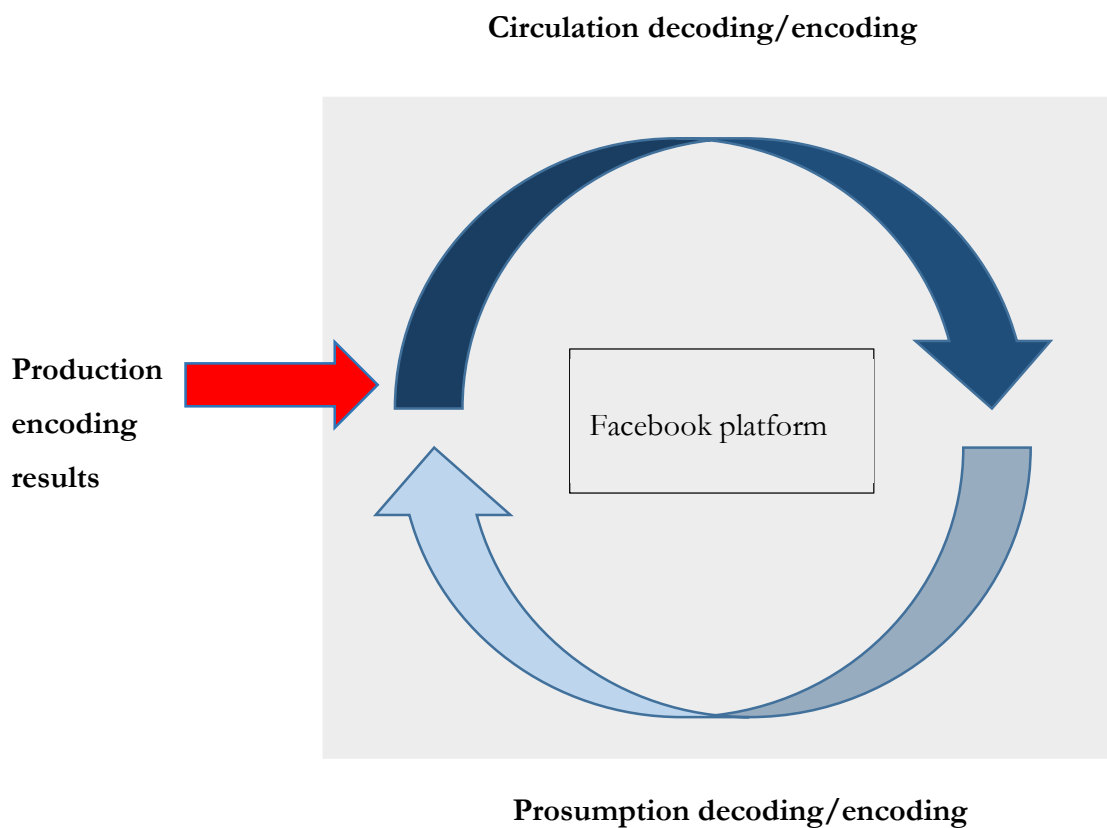 Circulation decoding/encoding
Production
encoding
results
Facebook platform
Prosumption decoding/encoding